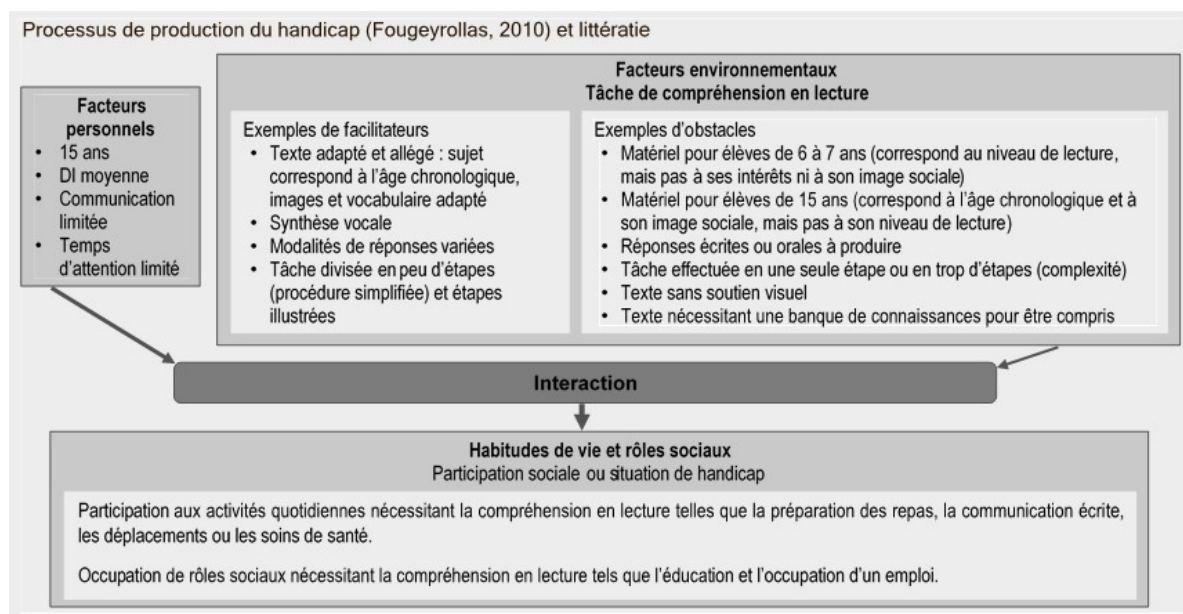 Processus de production du handicap (Fougeyrollas, 2010) et littératie
Facteurs
personnels
• 15 ans
• DI moyenne
• Communication
limitée
• Temps
d'attention limité
Facteurs environnementaux
Tâche de compréhension en lecture
Exemples de facilitateurs
• Texte adapté et allégé : sujet
correspond à l'âge chronologique,
images et vocabulaire adapté
• Synthèse vocale
• Modalités de réponses variées
• Tâche divisée en peu d'étapes
(procédure simplifiée) et étapes
illustrées
Exemples d'obstacles
• Matériel pour élèves de 6 à 7 ans (correspond au niveau de lecture,
mais pas à ses intérêts ni à son image sociale)
• Matériel pour élèves de 15 ans (correspond à l'âge chronologique et à
son image sociale, mais pas à son niveau de lecture)
• Réponses écrites ou orales à produire
• Tâche effectuée en une seule étape ou en trop d'étapes (complexité)
• Texte sans soutien visuel
• Texte nécessitant une banque de connaissances pour être compris
Interaction
Habitudes de vie et rôles sociaux
Participation sociale ou situation de handicap
Participation aux activités quotidiennes nécessitant la compréhension en lecture telles que la préparation des repas, la communication écrite,
les déplacements ou les soins de santé.
Occupation de rôles sociaux nécessitant la compréhension en lecture tels que l'éducation et l'occupation d'un emploi.